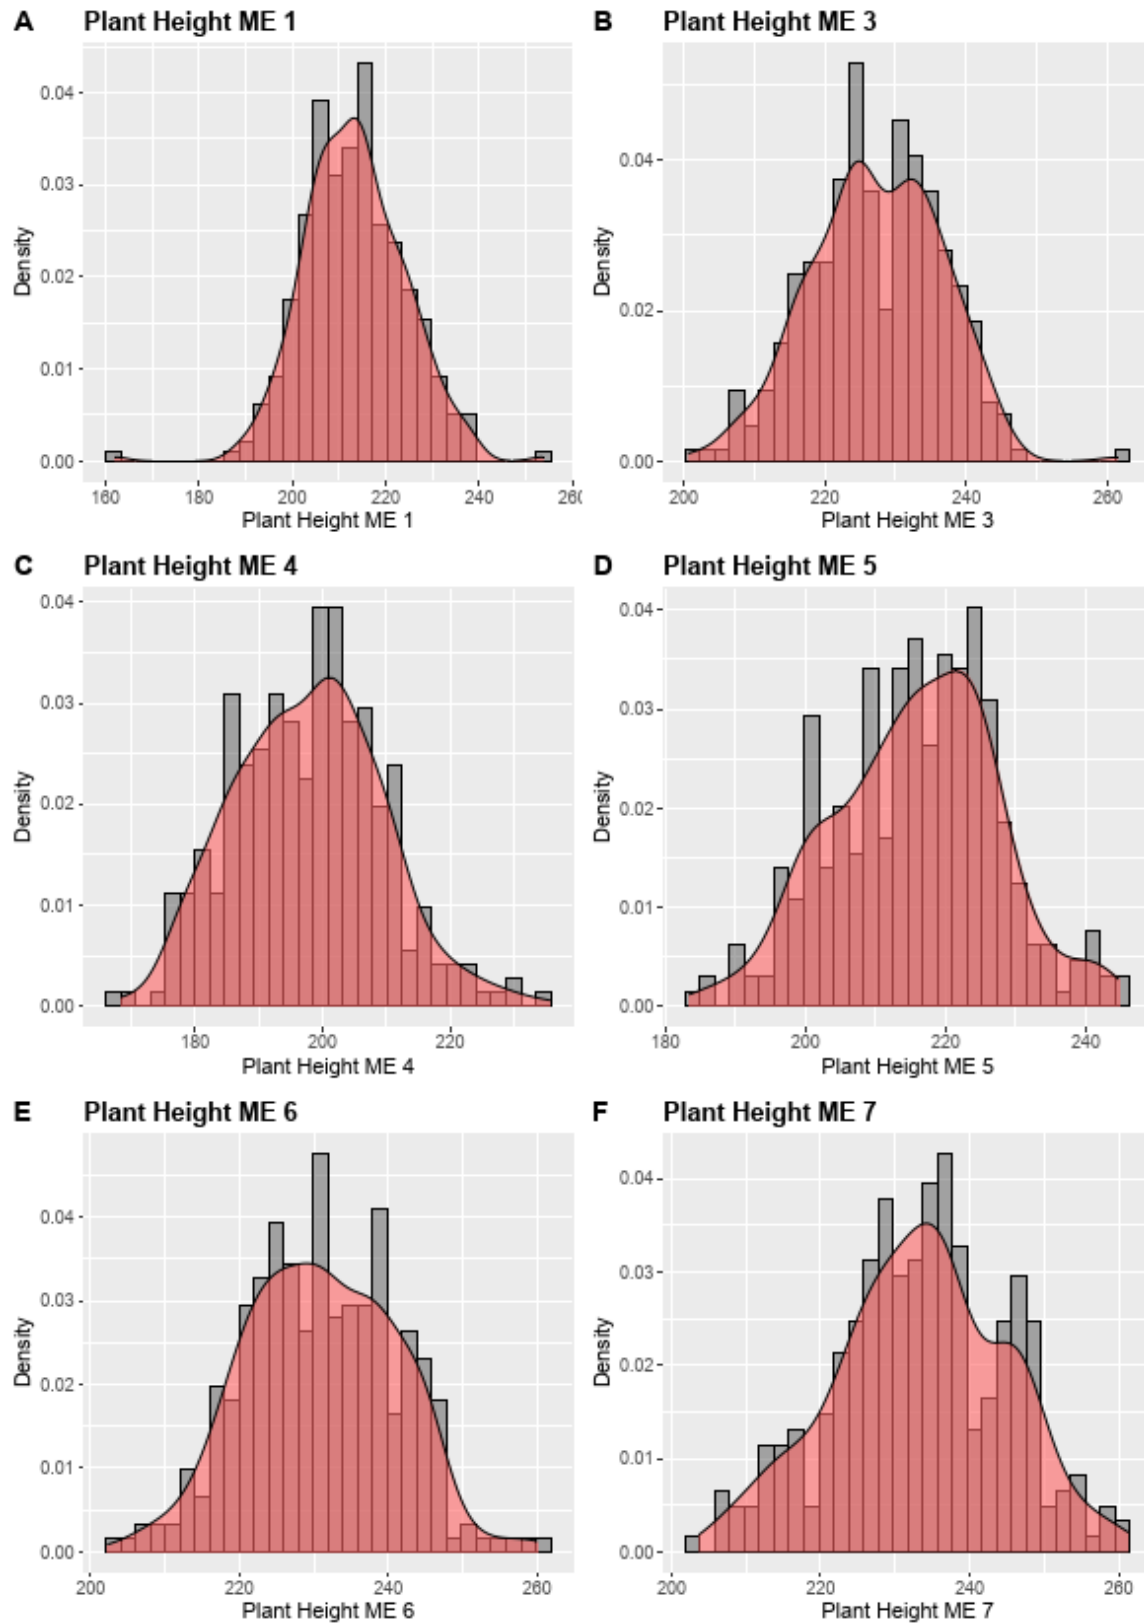 A Plant Height ME 1
Density
0.04
0.03
0.02
0.01
0.00
160 180 200 220 240 260
Plant Height ME 1
B Plant Height ME 3
Density
0.04
0.02
0.00
200 220 240 260
Plant Height ME 3
C Plant Height ME 4
Density
0.04
0.03
0.02
0.01
0.00
180 200 220
Plant Height ME 4
D Plant Height ME 5
Density
0.04
0.03
0.02
0.01
0.00
180 200 220 240
Plant Height ME 5
E Plant Height ME 6
Density
0.04
0.03
0.02
0.01
0.00
200 220 240 260
Plant Height ME 6
F Plant Height ME 7
Density
0.04
0.03
0.02
0.01
0.00
200 220 240 260
Plant Height ME 7